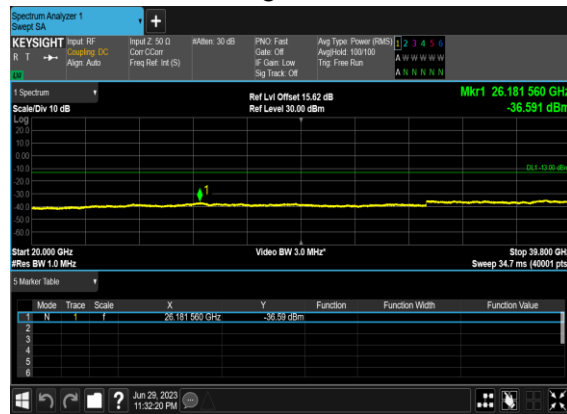 Spectrum Analyzer 1
Swept SA
+
KEYSIGHT Input: RF Input Z: 50 Ω #Atten: 30 dB PNO: Fast Avg Type: Power (RMS) 1 2 3 4 5 6
R T Coupling: DC Corr CCorr Gate: Off Avg|Hold: 100/100 A W W W W W
Align: Auto Freq Ref: Int (S) IF Gain: Low Trig: Free Run
LXI Sig Track: Off A N N N N N
1 Spectrum Ref Lvl Offset 15.62 dB Mkr1 26.181 560 GHz
Scale/Div 10 dB Ref Level 30.00 dBm -36.591 dBm
Log
20.0
10.0
0.00
-10.0 DL1 -13.00 dBm
-20.0
-30.0 1
-40.0
-50.0
-60.0
Start 20.000 GHz Video BW 3.0 MHz* Stop 39.800 GHz
#Res BW 1.0 MHz Sweep 34.7 ms (40001 pts)
5 Marker Table
Mode Trace Scale X Y Function Function Width Function Value
1 N 1 f 26.181 560 GHz -36.59 dBm
2
3
4
5
6
? Jun 29, 2023
11:32:20 PM